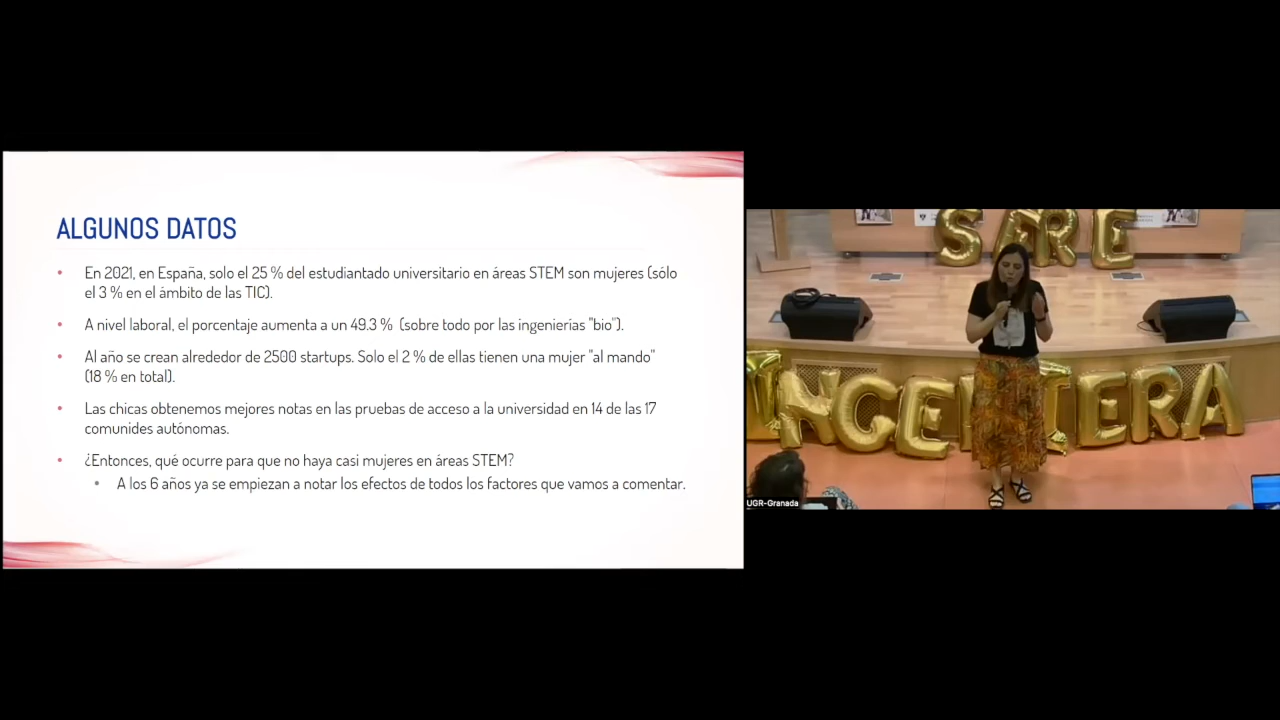 ALGUNOS DATOS
• En 2021, en España, solo el 25 % del estudiantado universitario en áreas STEM son mujeres (sólo
el 3 % en el ámbito de las TIC).
• A nivel laboral, el porcentaje aumenta a un 49.3 % (sobre todo por las ingenierías "bio").
• Al año se crean alrededor de 2500 startups. Solo el 2 % de ellas tienen una mujer "al mando"
(18 % en total).
• Las chicas obtenemos mejores notas en las pruebas de acceso a la universidad en 14 de las 17
comunides autónomas.
• ¿Entonces, qué ocurre para que no haya casi mujeres en áreas STEM?
• A los 6 años ya se empiezan a notar los efectos de todos los factores que vamos a comentar.
S RE
INGENIERA
UGR-Granada